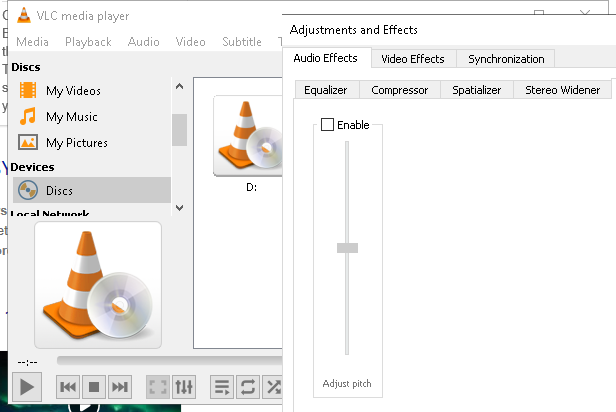 VLC media player
Media Playback Audio Video Subtitle
Discs
My Videos
My Music
My Pictures
Devices
Discs
Local Network
D:
--:--
Adjustments and Effects
Audio Effects Video Effects Synchronization
Equalizer Compressor Spatializer Stereo Widener
Enable
Adjust pitch